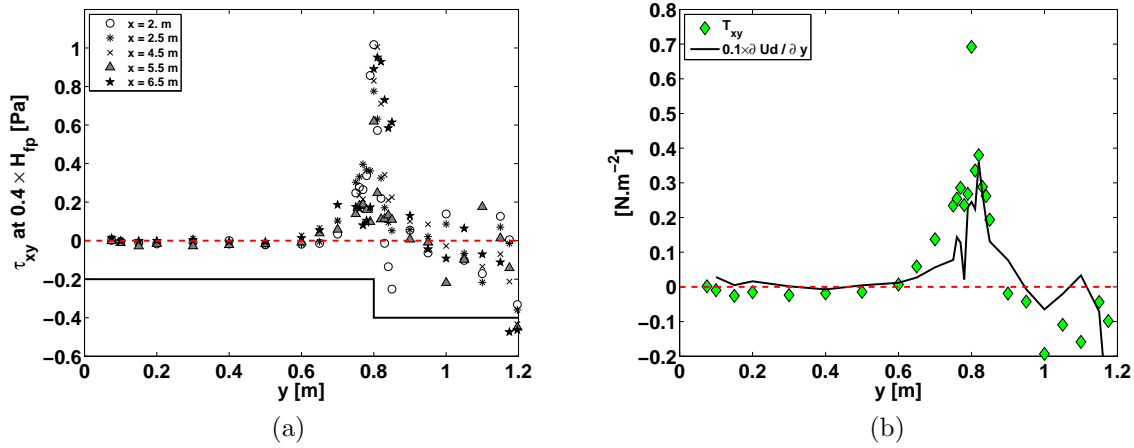 τxy at 0.4 × Hfp [Pa]
1
0.8
0.6
0.4
0.2
0
−0.2
−0.4
−0.6
x = 2. m
x = 2.5 m
x = 4.5 m
x = 5.5 m
x = 6.5 m
0 0.2 0.4 0.6 0.8 1 1.2
y [m]
(a)
[N.m−2]
0.8
0.7
0.6
0.5
0.4
0.3
0.2
0.1
0
−0.1
−0.2
Txy
0.1×∂ Ud / ∂ y
0 0.2 0.4 0.6 0.8 1 1.2
y [m]
(b)